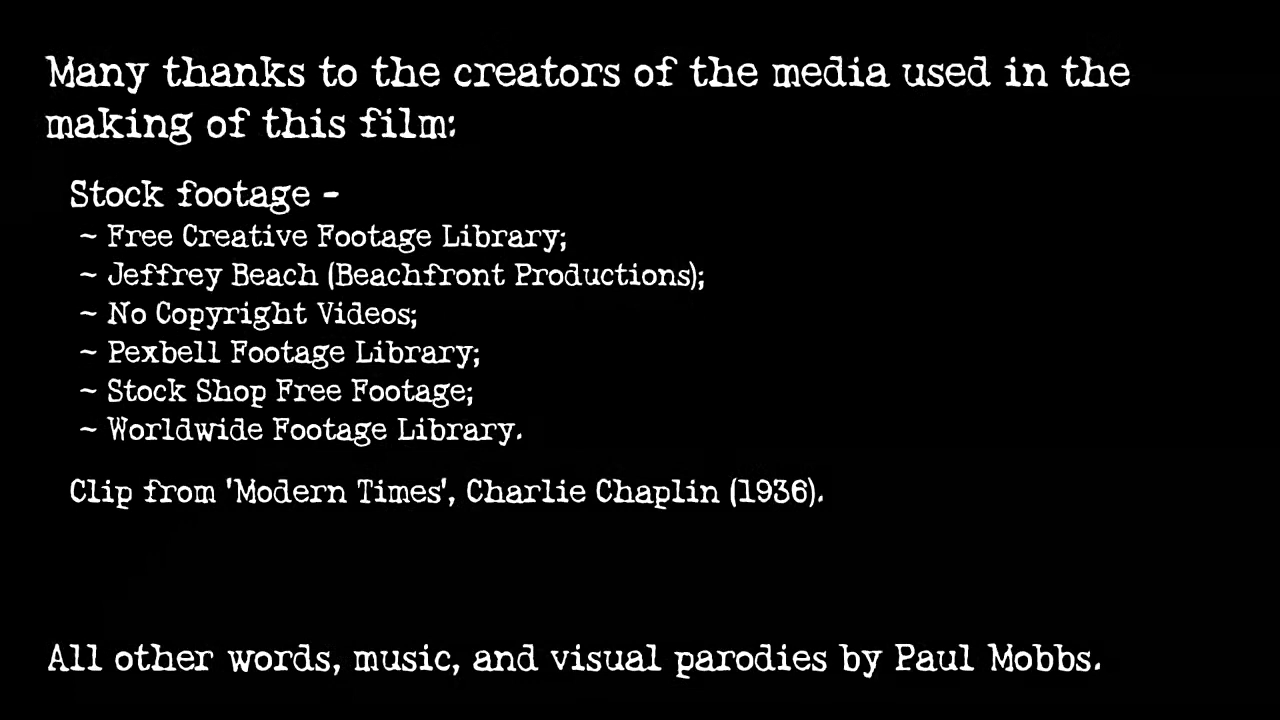 Many thanks to the creators of the media used in the
making of this film:
Stock footage -
~ Free Creative Footage Library;
~ Jeffrey Beach (Beachfront Productions);
~ No Copyright Videos;
~ Pexbell Footage Library;
~ Stock Shop Free Footage;
~ Worldwide Footage Library.
Clip from 'Modern Times', Charlie Chaplin (1936).
All other words, music, and visual parodies by Paul Mobbs.